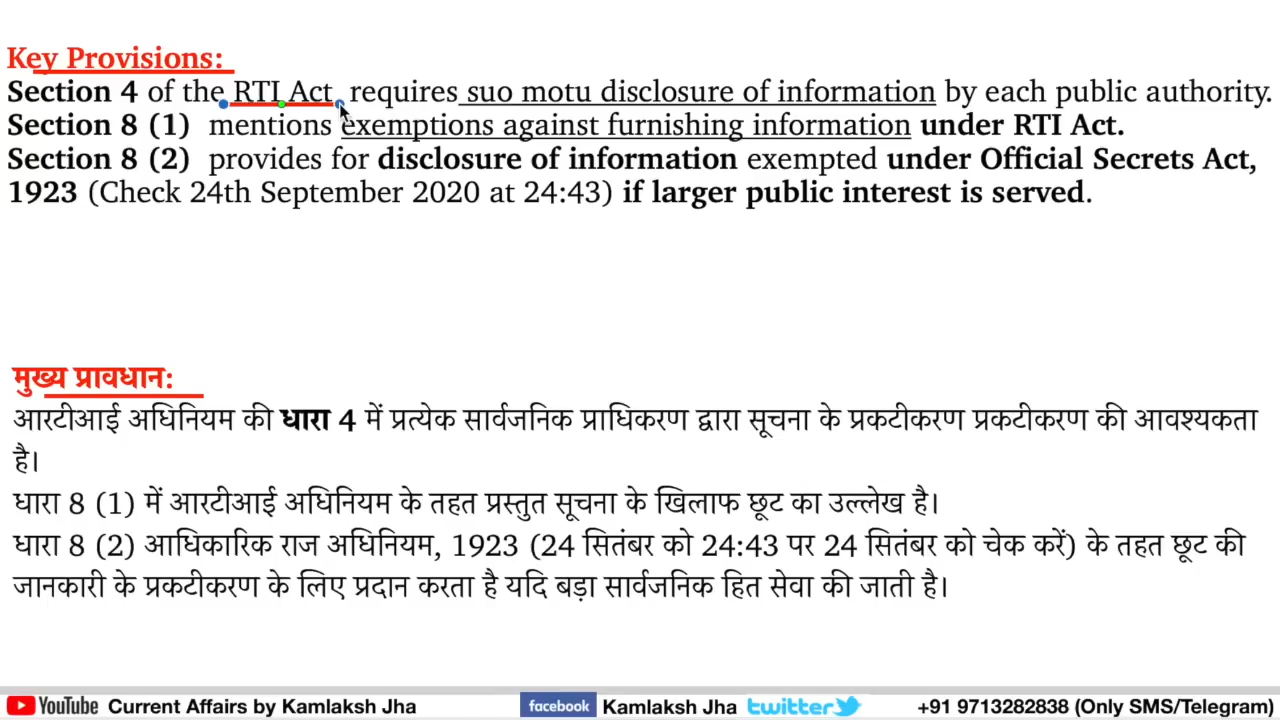 Key Provisions:
Section 4 of the RTI Act requires suo motu disclosure of information by each public authority.
Section 8 (1) mentions exemptions against furnishing information under RTI Act.
Section 8 (2) provides for disclosure of information exempted under Official Secrets Act,
1923 (Check 24th September 2020 at 24:43) if larger public interest is served.
मुख्य प्रावधान:
आरटीआई अधिनियम की धारा 4 में प्रत्येक सार्वजनिक प्राधिकरण द्वारा सूचना के प्रकटीकरण प्रकटीकरण की आवश्यकता
है।
धारा 8 (1) में आरटीआई अधिनियम के तहत प्रस्तुत सूचना के खिलाफ छूट का उल्लेख है।
धारा 8 (2) आधिकारिक राज अधिनियम, 1923 (24 सितंबर को 24:43 पर 24 सितंबर को चेक करें) के तहत छूट की
जानकारी के प्रकटीकरण के लिए प्रदान करता है यदि बड़ा सार्वजनिक हित सेवा की जाती है।
YouTube Current Affairs by Kamlaksh Jha facebook Kamlaksh Jha twitter +91 9713282838 (Only SMS/Telegram)